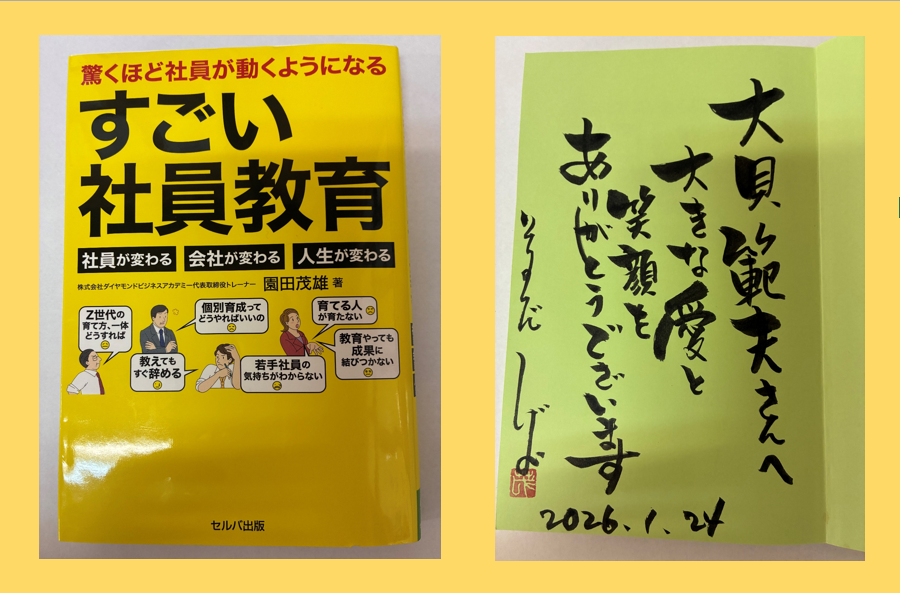 驚くほど社員が動くようになる
すごい
社員教育
社員が変わる 会社が変わる 人生が変わる
株式会社ダイヤモンドビジネスアカデミー代表取締役トレーナー 園田茂雄 著
Z世代の
育て方、一体
どうすれば
個別育成って
どうやればいいの
育てる人
が育たない
教えても
すぐ辞める
若手社員の
気持ちがわからない
教育やっても
成果に
結びつかない
セルバ出版
大貝範夫さんへ
大きな愛と
笑顔を
ありがとうございます
そのだ しげお
2026.1.24